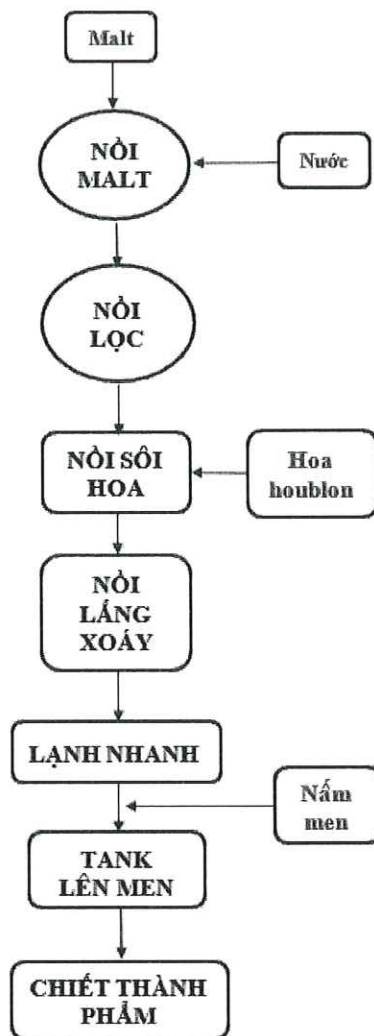 Malt
NỒI
MALT
Nước
NỒI
LỌC
NỒI SÔI
HOA
Hoa
houblon
NỒI
LẮNG
XOÁY
LẠNH NHANH
Nấm
men
TANK
LÊN MEN
CHIẾT THÀNH
PHẨM